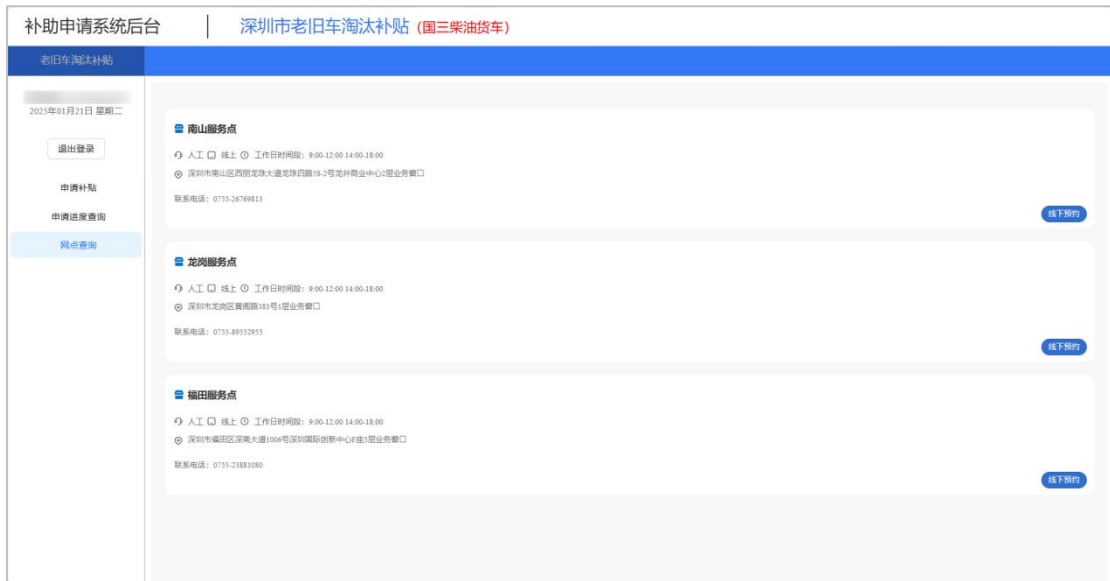 补助申请系统后台
深圳市老旧车淘汰补贴(国三柴油货车)
老旧车淘汰补贴
2025年01月21日 星期二
退出登录
申请补贴
申请进度查询
网点查询
南山服务点
人工 线上 工作日时间段:9:00-12:00 14:00-18:00
深圳市南山区西丽龙珠大道龙珠四路58-2号龙井商业中心2层业务窗口
联系电话:0755-26769813
线下预约
龙岗服务点
人工 线上 工作日时间段:9:00-12:00 14:00-18:00
深圳市龙岗区黄阁路383号1层业务窗口
联系电话:0755-89552955
线下预约
福田服务点
人工 线上 工作日时间段:9:00-12:00 14:00-18:00
深圳市福田区深南大道1006号深圳国际创新中心F座5层业务窗口
联系电话:0755-23881080
线下预约